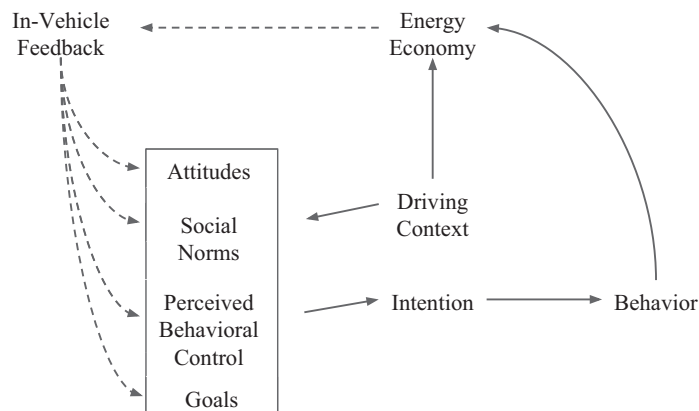 In-Vehicle
Feedback
Energy
Economy
Attitudes
Social
Norms
Driving
Context
Perceived
Behavioral
Control
Intention
Behavior
Goals